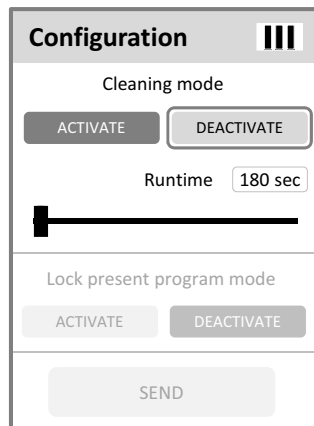 Configuration
Cleaning mode
ACTIVATE DEACTIVATE
Runtime 180 sec
Lock present program mode
ACTIVATE DEACTIVATE
SEND